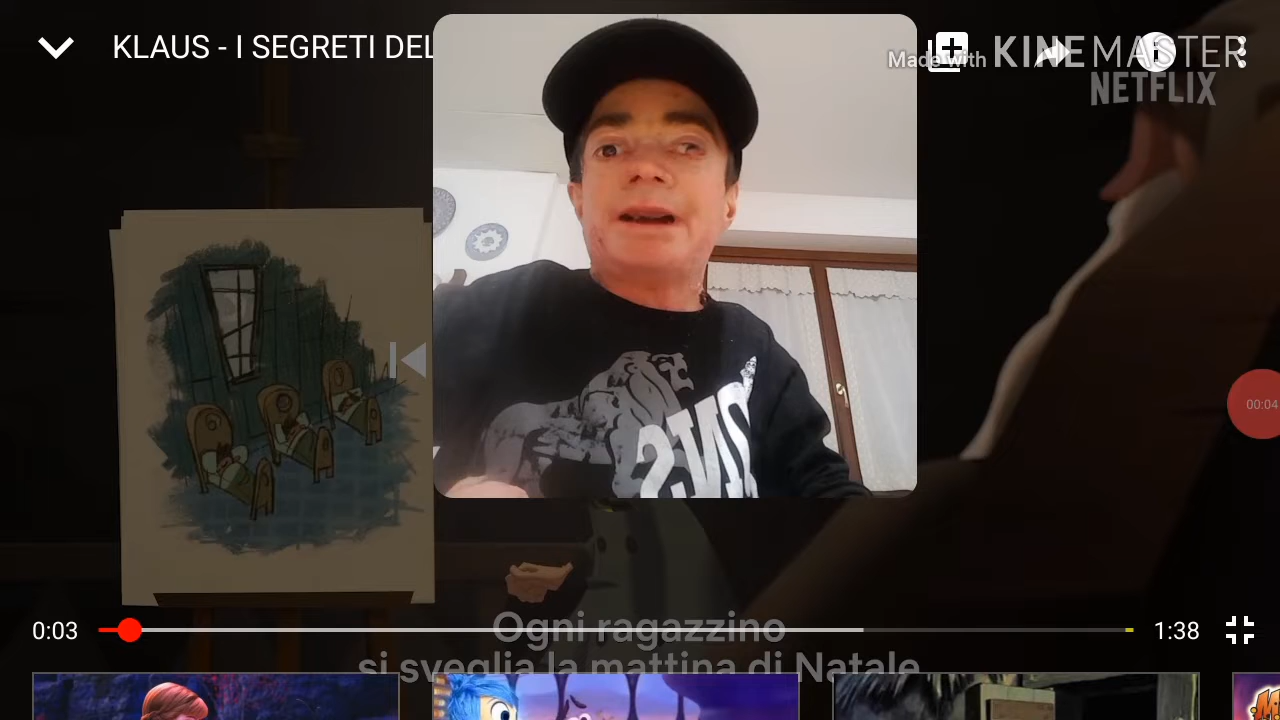 KLAUS - I SEGRETI DEL
Made with KINEMASTER
NETFLIX
00:04
0:03
1:38
Ogni ragazzino
si sveglia la mattina di Natale